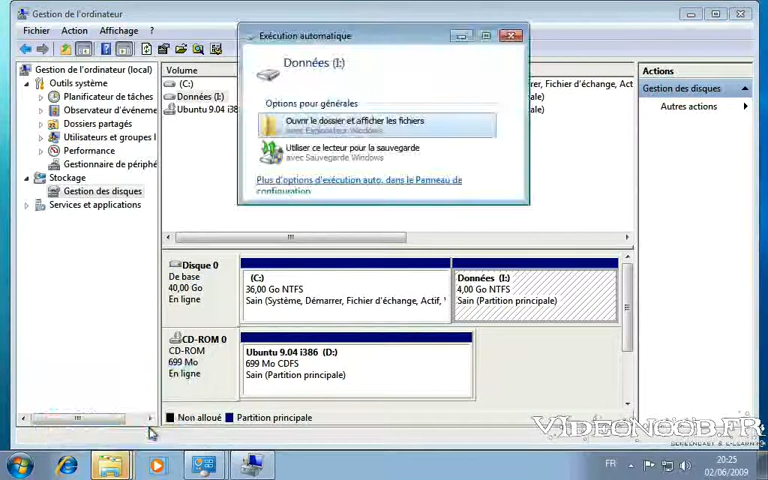 Gestion de l'ordinateur
Fichier Action Affichage ?
Exécution automatique
Données (I:)
Options pour générales
Ouvrir le dossier et afficher les fichiers
avec Explorateur Windows
Utiliser ce lecteur pour la sauvegarde
avec Sauvegarde Windows
Plus d'options d'exécution auto. dans le Panneau de
configuration
Gestion de l'ordinateur (local)
Outils système
Planificateur de tâches
Observateur d'événeme
Dossiers partagés
Utilisateurs et groupes l
Performance
Gestionnaire de périphé
Stockage
Gestion des disques
Services et applications
Volume
(C:)
Données (I:)
Ubuntu 9.04 i38
rer, Fichier d'échange, Acti
ale)
ale)
Actions
Gestion des disques
Autres actions
Disque 0
De base
40,00 Go
En ligne
(C:)
36,00 Go NTFS
Sain (Système, Démarrer, Fichier d'échange, Actif,
Données (I:)
4,00 Go NTFS
Sain (Partition principale)
CD-ROM 0
CD-ROM
699 Mo
En ligne
Ubuntu 9.04 i386 (D:)
699 Mo CDFS
Sain (Partition principale)
Non alloué Partition principale
VIDEONOOB.FR
SCREENCAST & E-LEARNING
FR
20:25
02/06/2009